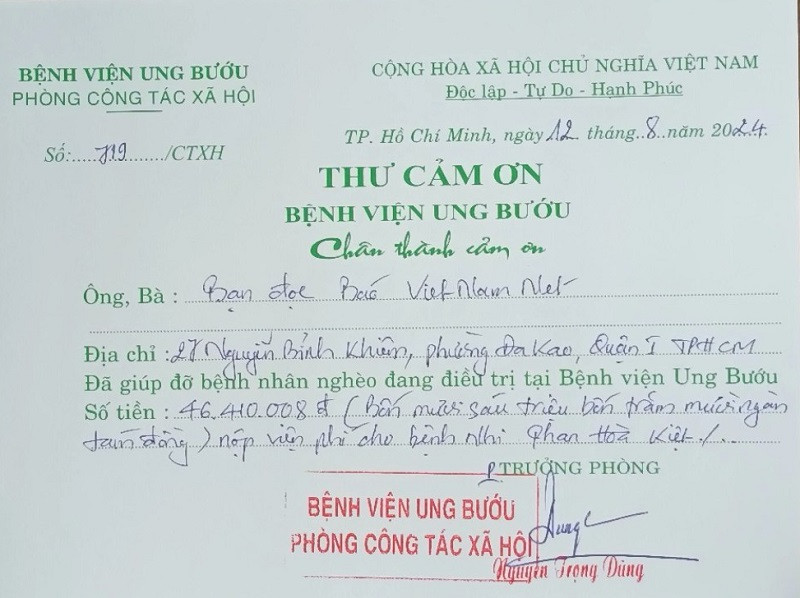 BỆNH VIỆN UNG BƯỚU
PHÒNG CÔNG TÁC XÃ HỘI
CỘNG HÒA XÃ HỘI CHỦ NGHĨA VIỆT NAM
Độc lập - Tự Do - Hạnh Phúc
Số:.....719......../CTXH
TP. Hồ Chí Minh, ngày 12 tháng..8..năm 2024.
THƯ CẢM ƠN
BỆNH VIỆN UNG BƯỚU
Chân thành cảm ơn
Ông, Bà : Bạn đọc Báo VietNamNet
Địa chỉ : 27 Nguyễn Bỉnh Khiêm, phường Đa Kao, Quận I TPHCM
Đã giúp đỡ bệnh nhân nghèo đang điều trị tại Bệnh viện Ung Bướu
Số tiền : 46.410.008 đ (Bốn mươi sáu triệu bốn trăm mười ngàn
tám đồng) nộp viện phí cho bệnh nhi Phan Hoà Kiệt./.
P TRƯỞNG PHÒNG
BỆNH VIỆN UNG BƯỚU
PHÒNG CÔNG TÁC XÃ HỘI
Nguyễn Trọng Dũng